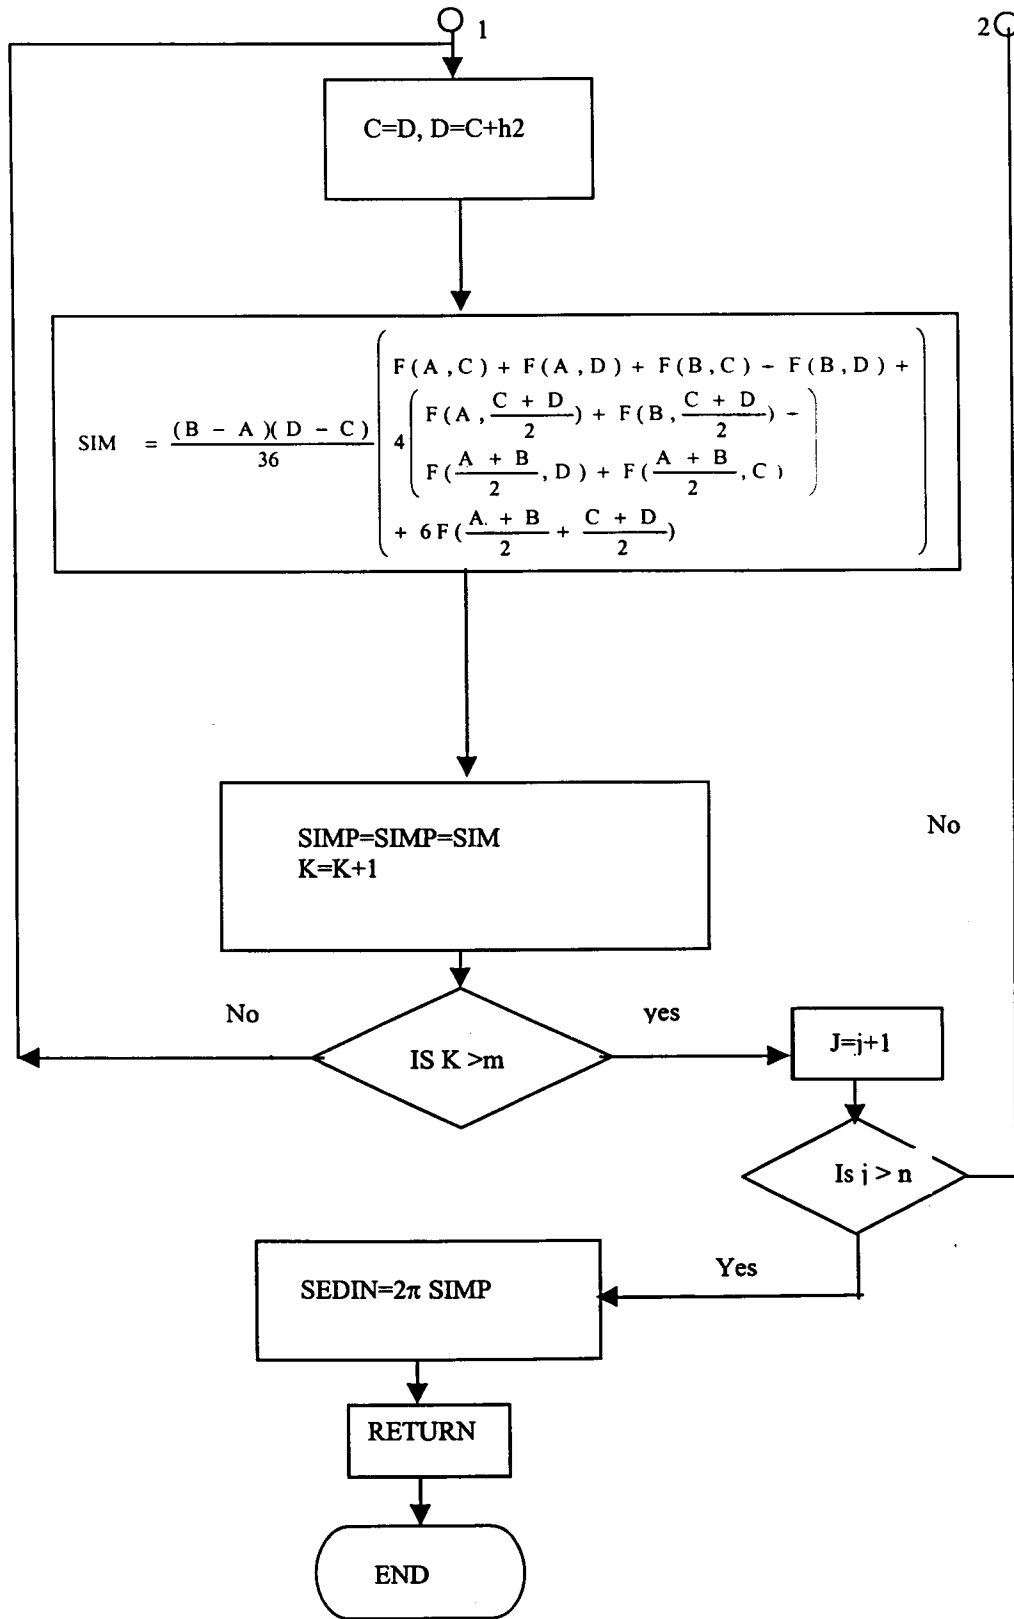 1
2
C=D, D=C+h2
F(A,C) + F(A,D) + F(B,C) - F(B,D) +
SIM = (B - A)(D - C) / 36
4 F(A, (C + D)/2) + F(B, (C + D)/2) -
F((A + B)/2, D) + F((A + B)/2, C)
+ 6F((A. + B)/2 + (C + D)/2)
SIMP=SIMP=SIM
K=K+1
No
No
yes
IS K >m
J=j+1
Is j > n
Yes
SEDIN=2π SIMP
RETURN
END